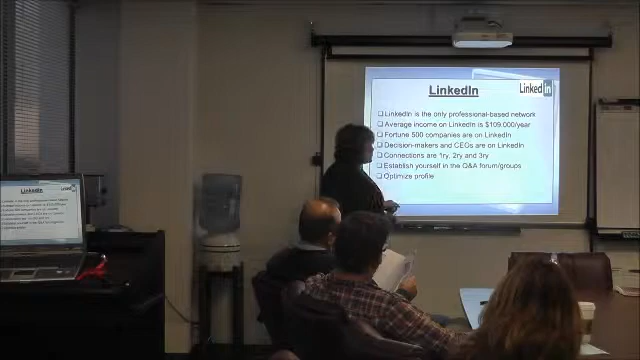 LinkedIn
Linkedin
LinkedIn is the only professional-based network
Average income on LinkedIn is $109,000/year
Fortune 500 companies are on LinkedIn
Decision-makers and CEOs are on LinkedIn
Connections are 1ry, 2ry and 3ry
Establish yourself in the Q&A forum/groups
Optimize profile
LinkedIn